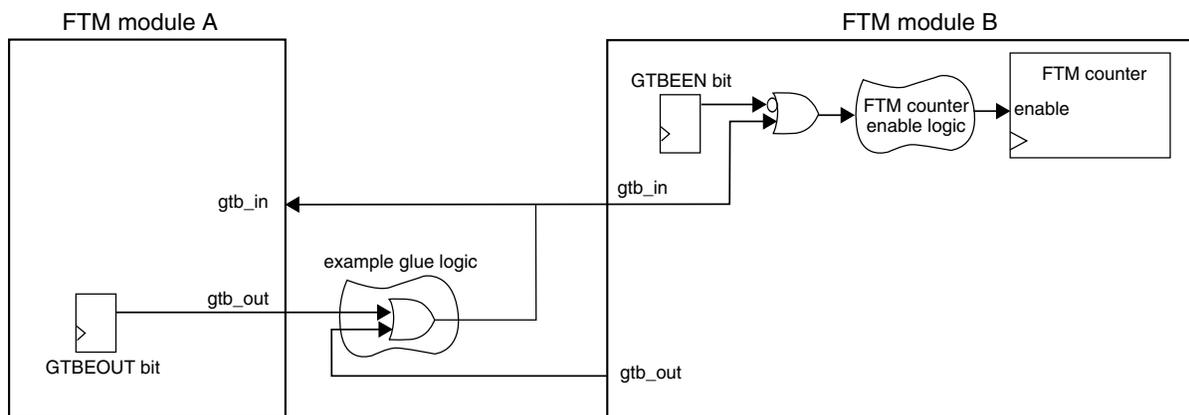 FTM module A
FTM module B
GTBEEN bit
FTM counter
FTM counter
enable logic
enable
gtb_in
gtb_in
example glue logic
gtb_out
GTBEOUT bit
gtb_out